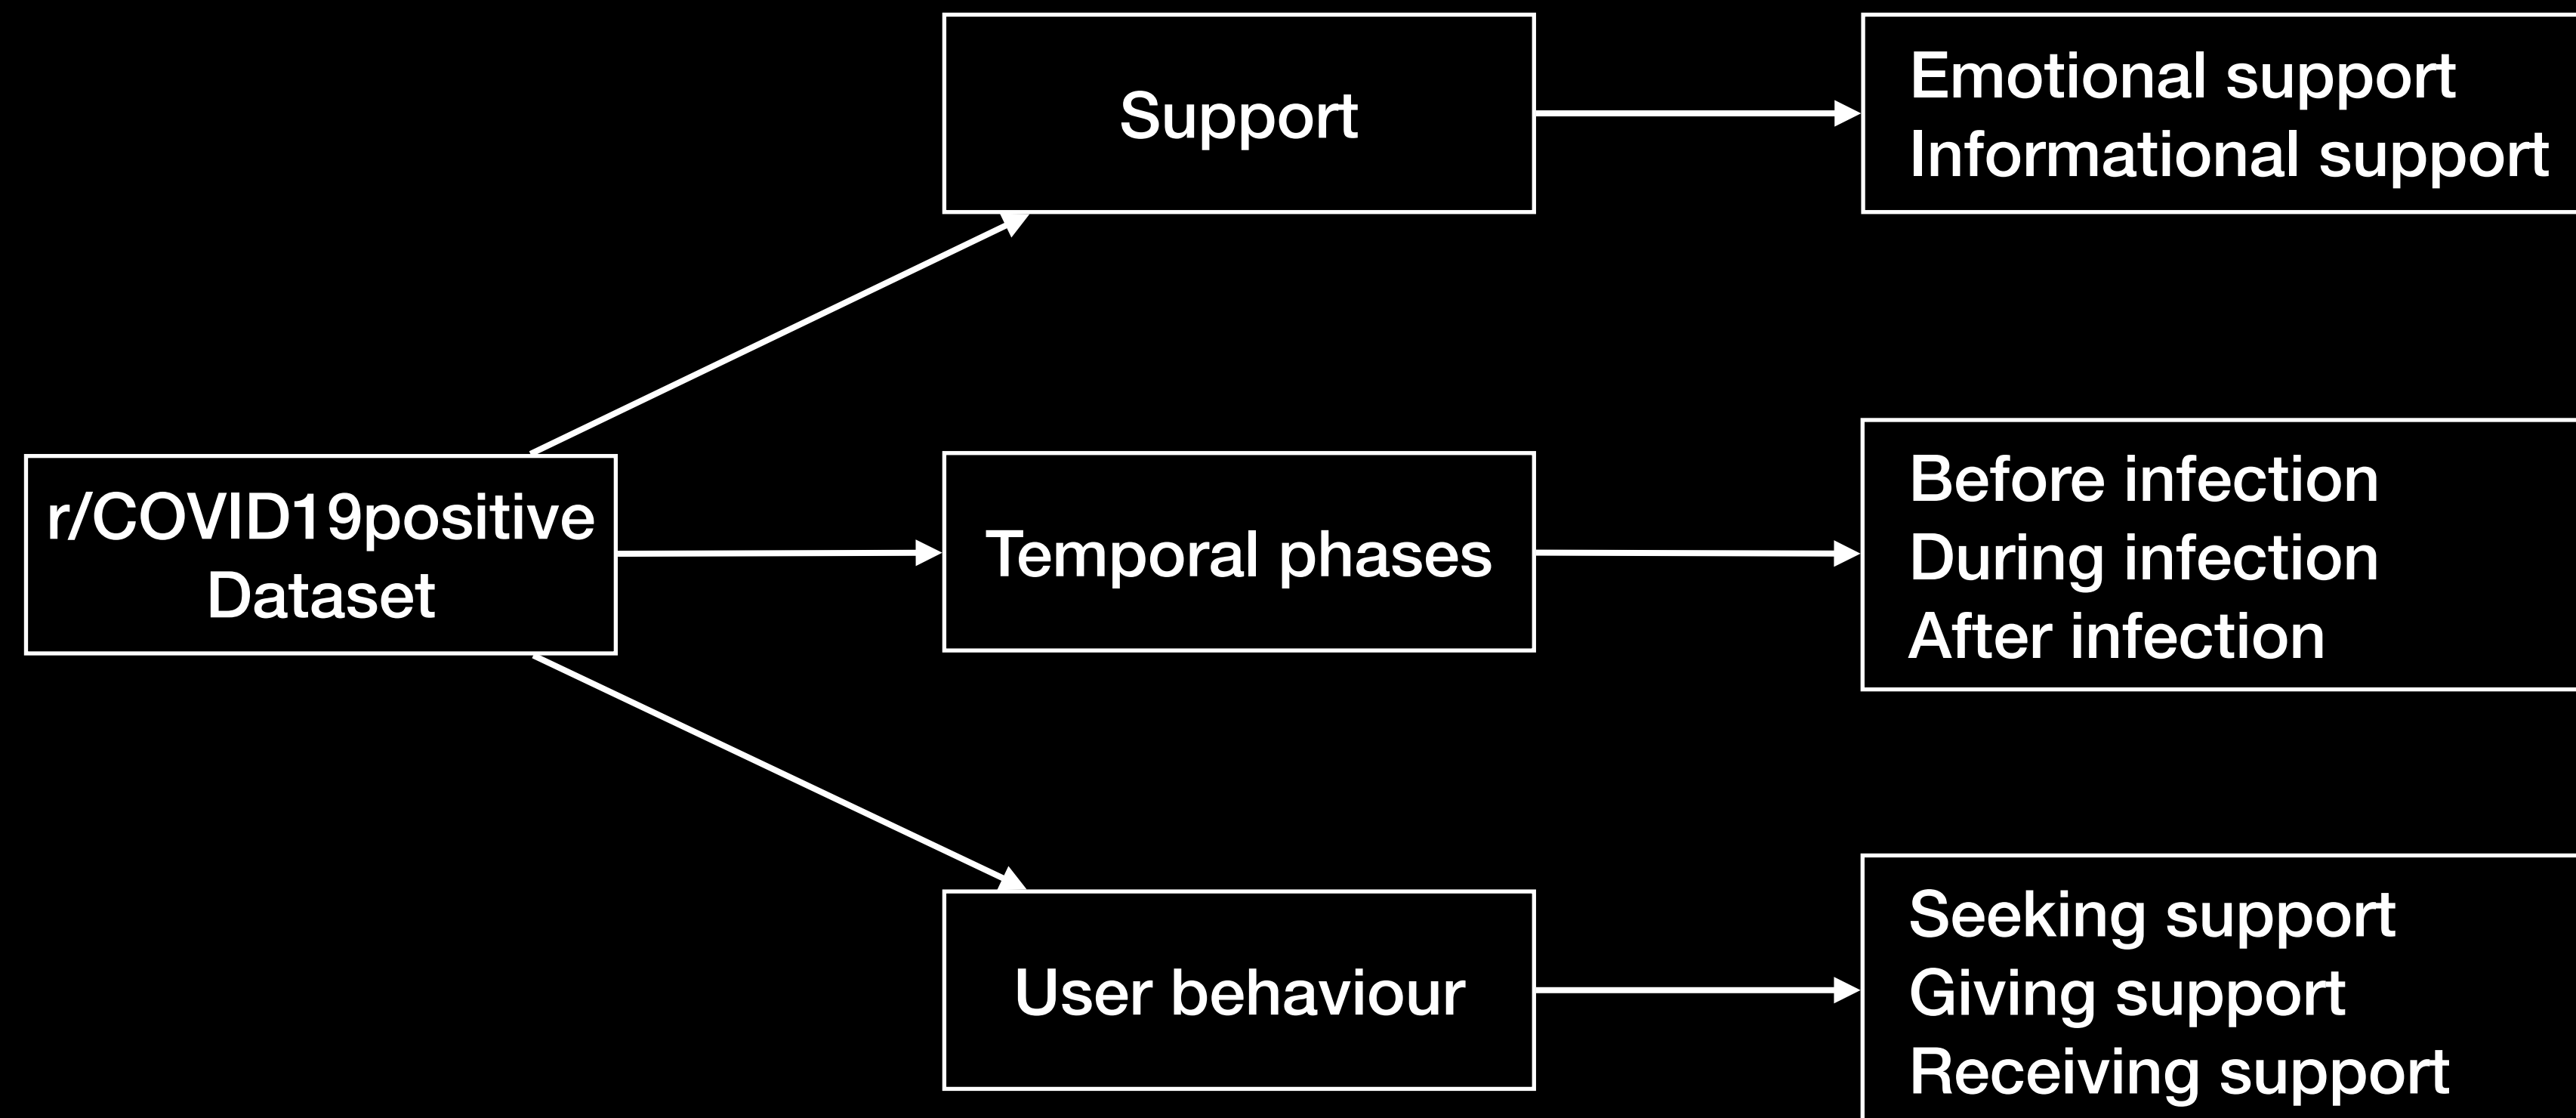 Support
Emotional support
Informational support
r/COVID19positive
Dataset
Temporal phases
Before infection
During infection
After infection
User behaviour
Seeking support
Giving support
Receiving support